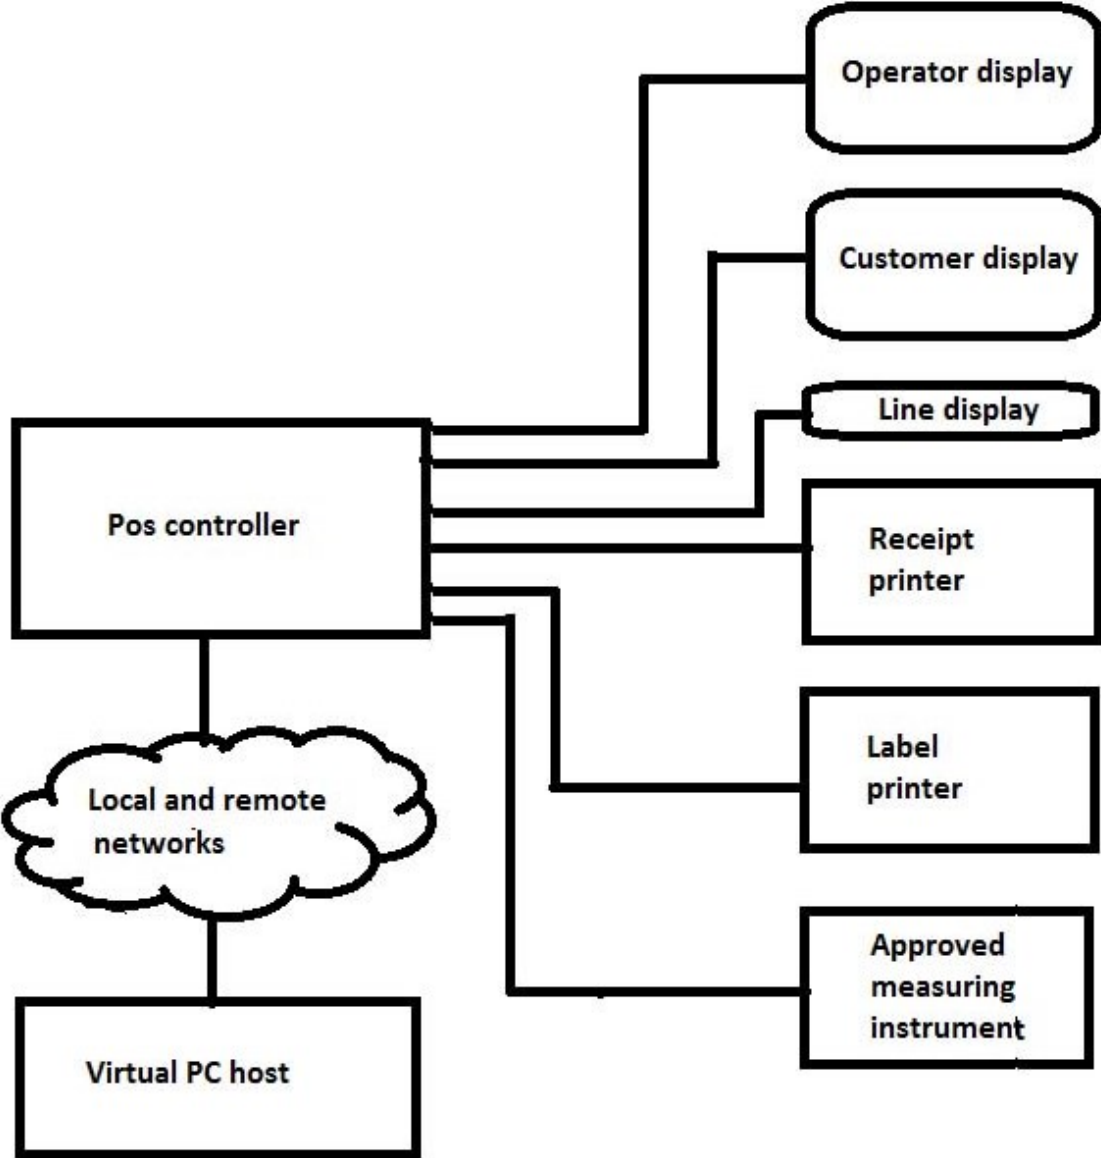 Operator display
Customer display
Line display
Pos controller
Receipt
printer
Label
printer
Local and remote
networks
Approved
measuring
instrument
Virtual PC host